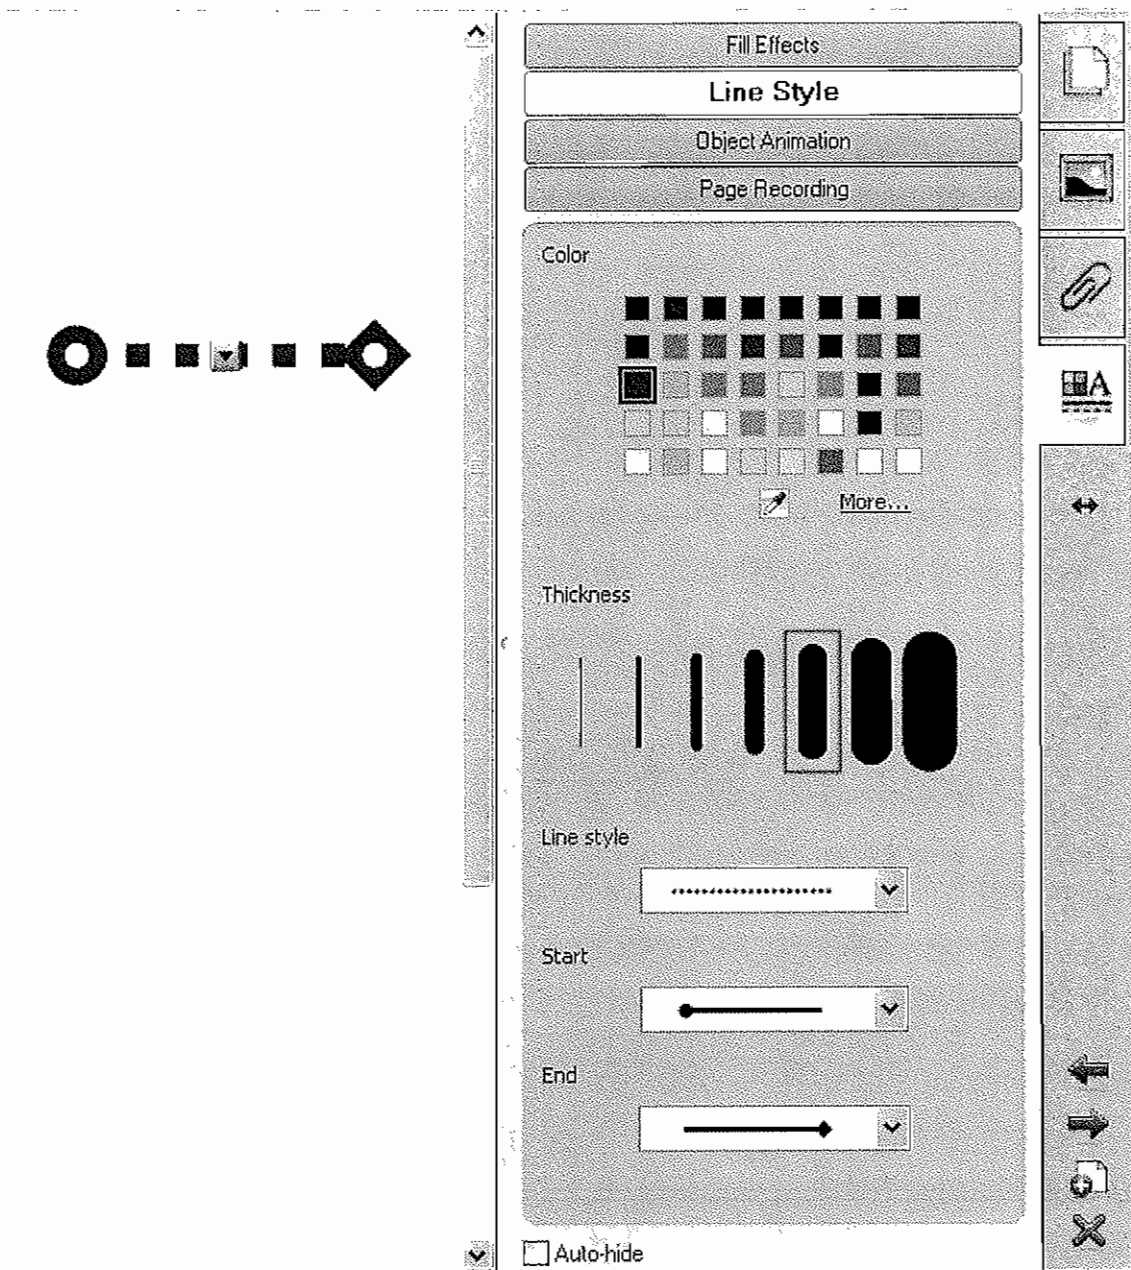 Fill Effects
Line Style
Object Animation
Page Recording
Color
More...
Thickness
Line style
Start
End
Auto-hide